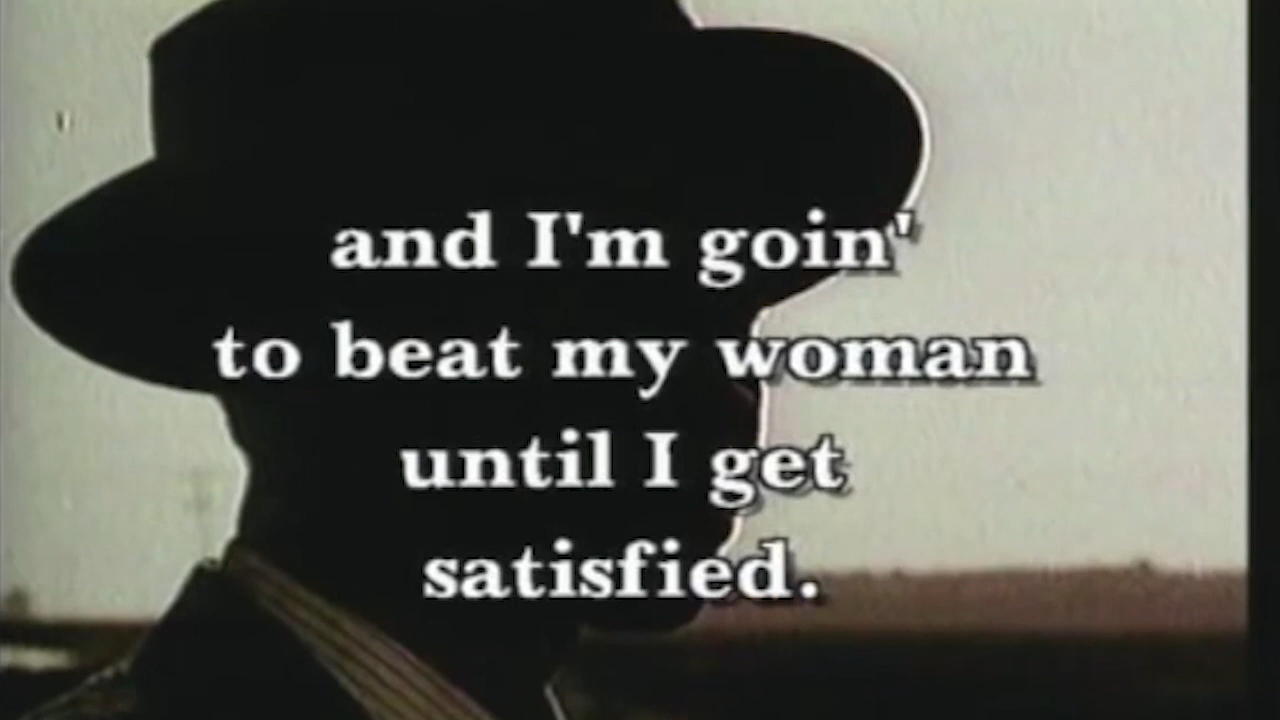 and I'm goin'
to beat my woman
until I get
satisfied.